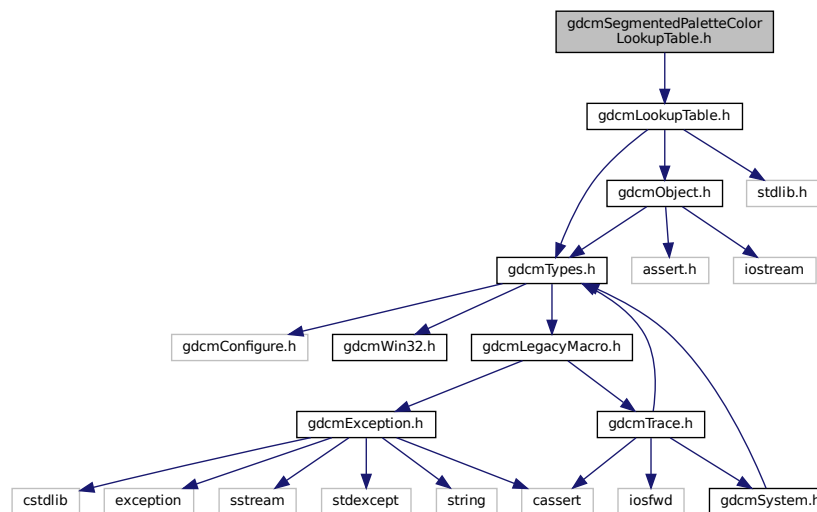 gdcmSegmentedPaletteColor
LookupTable.h
gdcmLookupTable.h
gdcmObject.h
stdlib.h
gdcmTypes.h
assert.h
iostream
gdcmConfigure.h
gdcmWin32.h
gdcmLegacyMacro.h
gdcmException.h
gdcmTrace.h
cstdlib
exception
sstream
stdexcept
string
cassert
iosfwd
gdcmSystem.h